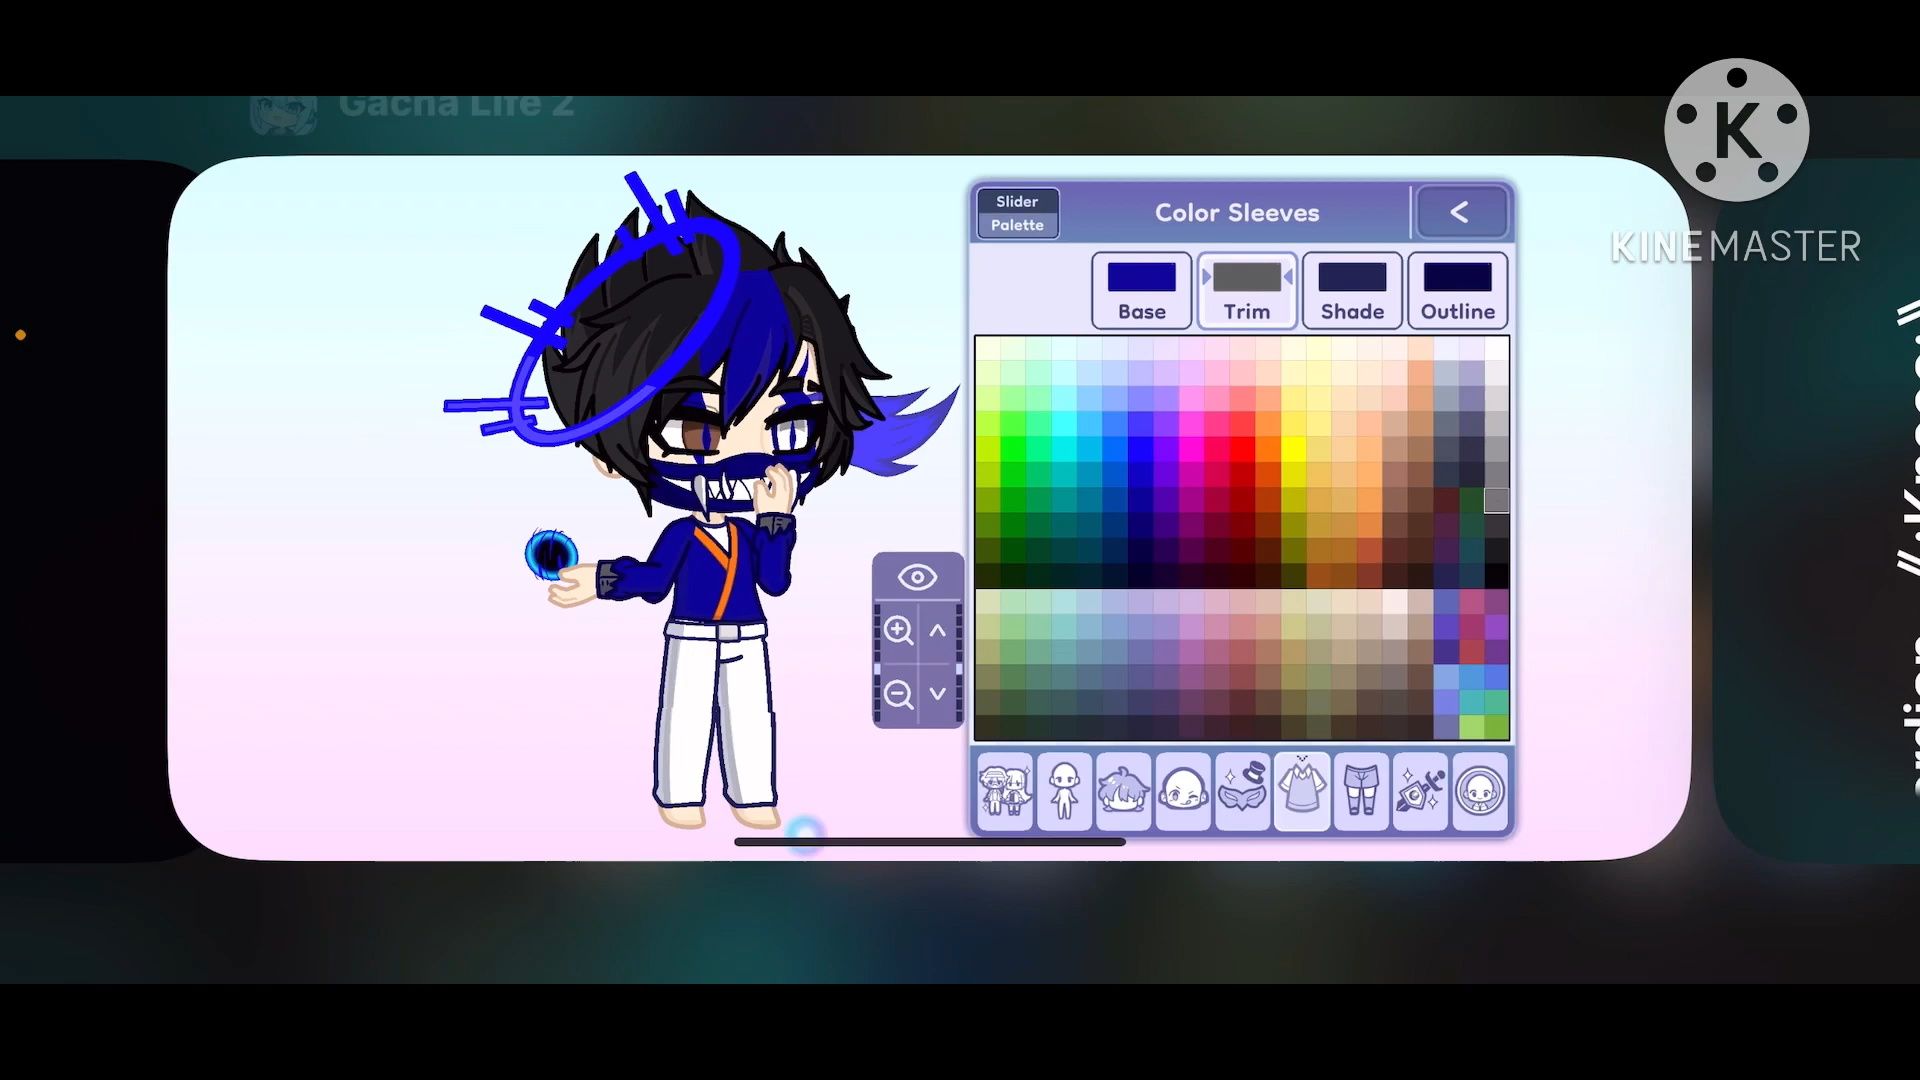 Gacha Life 2
K
KINEMASTER
Slider
Palette
Color Sleeves
<
Base
Trim
Shade
Outline